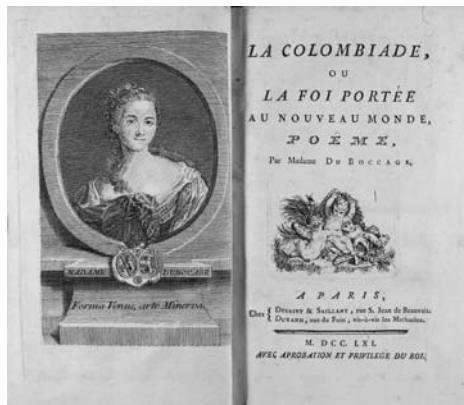 MADAME DUBOCAGE
Forma Venus, arte Minerva.
LA COLOMBIADE,
OU
LA FOI PORTÉE
AU NOUVEAU MONDE,
POËME,
Par Madame DU BOCCAGE,
A PARIS,
Chez { DESAINT & SAILLANT, rue S. Jean de Beauvais.
DURAND, rue du Foin, vis-à-vis les Mathurins.
M. DCC. LXI.
AVEC APROBATION ET PRIVILEGE DU ROI,